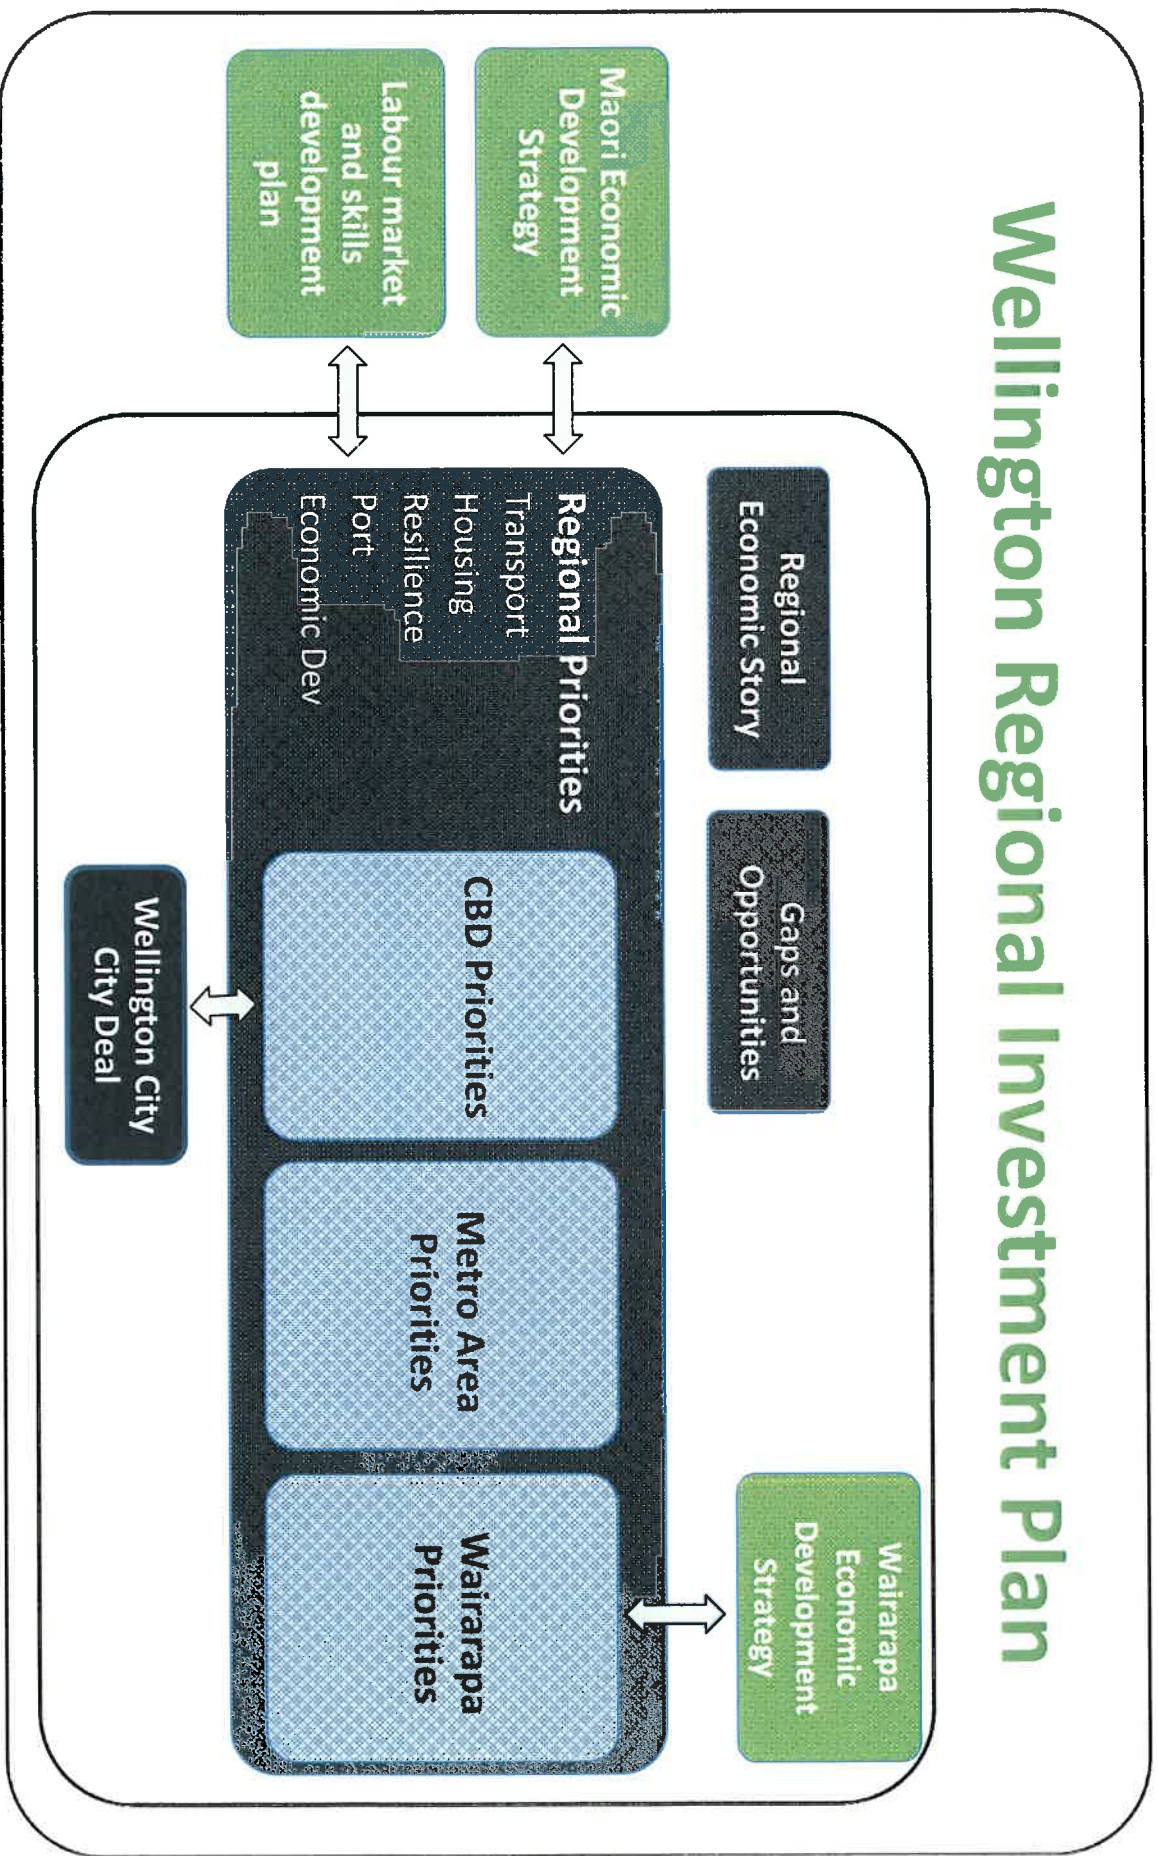 Wellington Regional Investment Plan
Regional
Economic Story
Gaps and
Opportunities
Wairarapa
Economic
Development
Strategy
Maori Economic
Development
Strategy
Labour market
and skills
development
plan
Regional Priorities
Transport
Housing
Resilience
Port
Economic Dev
CBD Priorities
Metro Area
Priorities
Wairarapa
Priorities
Wellington City
City Deal